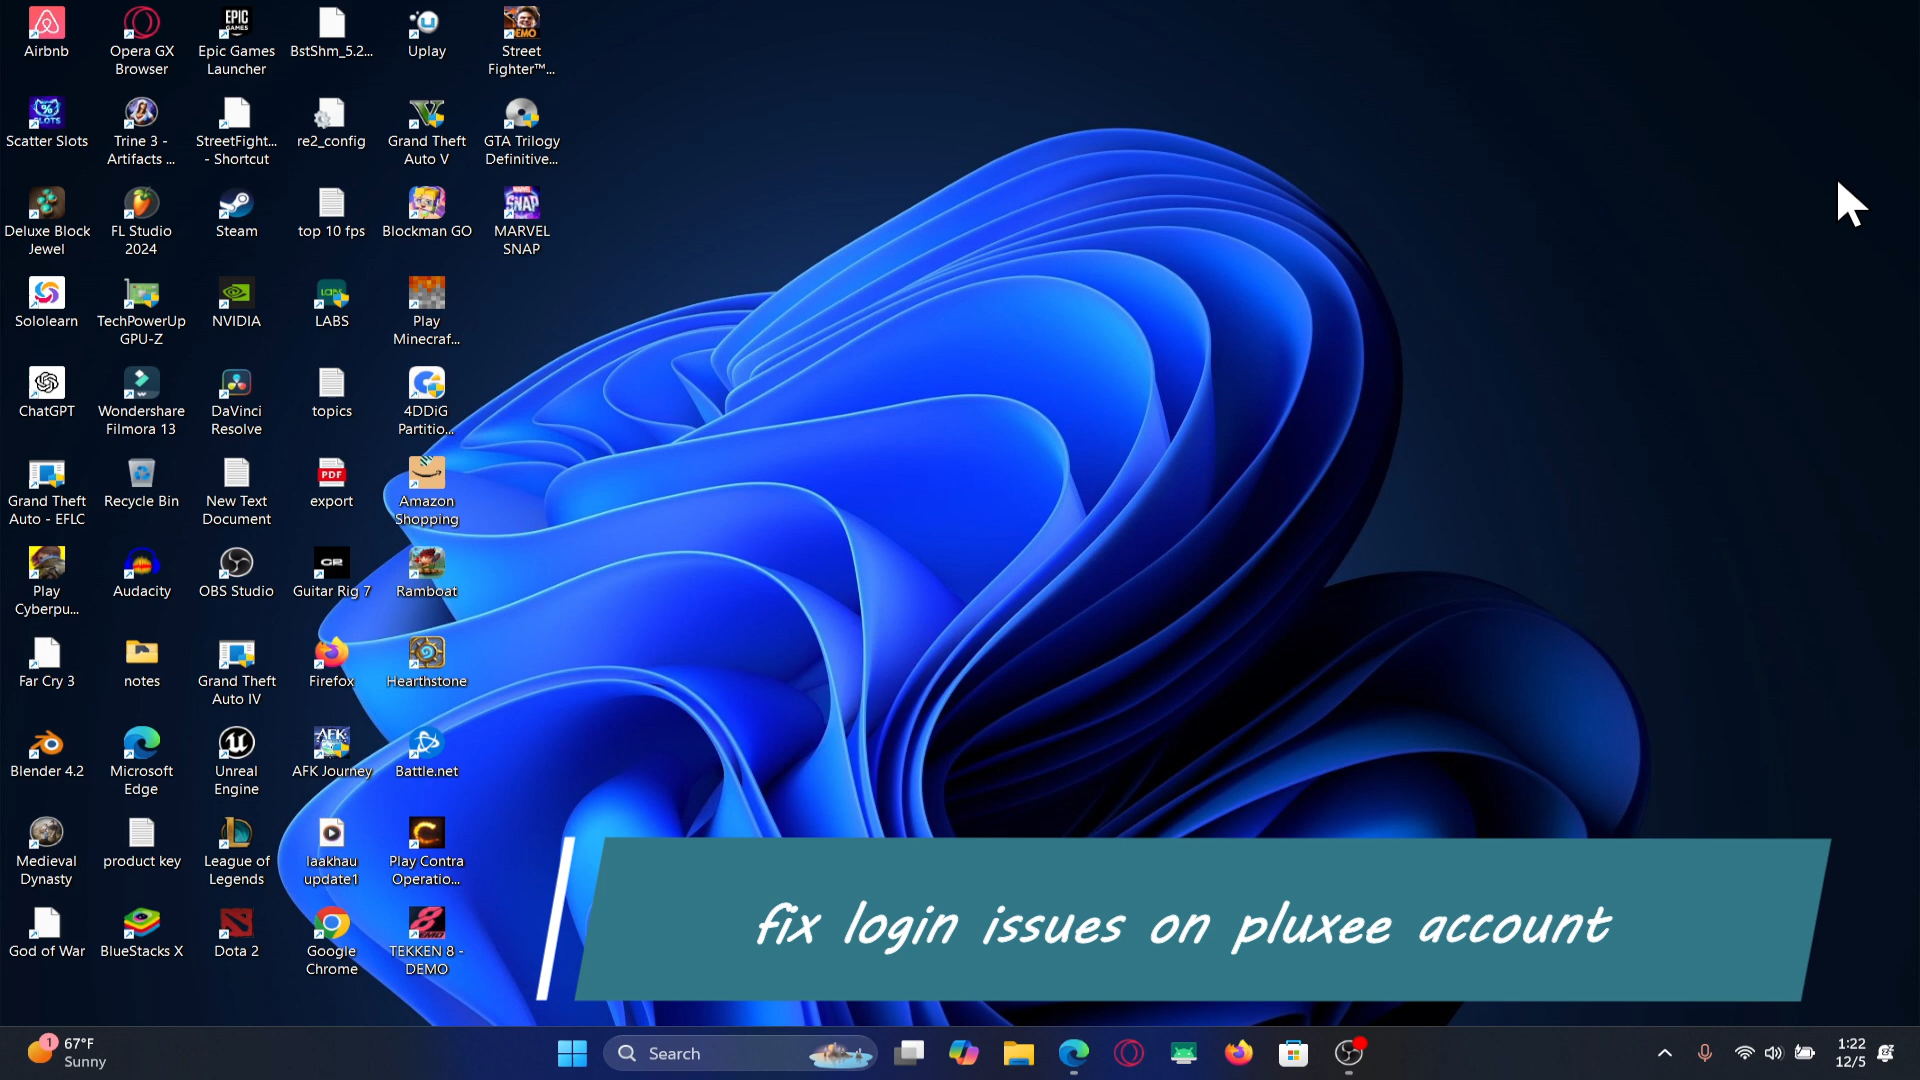 Airbnb
Opera GX
Browser
Epic Games
Launcher
BstShm_5.2...
Uplay
Street
Fighter™...
Scatter Slots
Trine 3 -
Artifacts ...
StreetFight...
- Shortcut
re2_config
Grand Theft
Auto V
GTA Trilogy
Definitive...
Deluxe Block
Jewel
FL Studio
2024
Steam
top 10 fps
Blockman GO
MARVEL
SNAP
Sololearn
TechPowerUp
GPU-Z
NVIDIA
LABS
Play
Minecraf...
ChatGPT
Wondershare
Filmora 13
DaVinci
Resolve
topics
4DDiG
Partitio...
Grand Theft
Auto - EFLC
Recycle Bin
New Text
Document
export
Amazon
Shopping
Play
Cyberpu...
Audacity
OBS Studio
Guitar Rig 7
Ramboat
Far Cry 3
notes
Grand Theft
Auto IV
Firefox
Hearthstone
Blender 4.2
Microsoft
Edge
Unreal
Engine
AFK Journey
Battle.net
Medieval
Dynasty
product key
League of
Legends
laakhau
update1
Play Contra
Operatio...
God of War
BlueStacks X
Dota 2
Google
Chrome
TEKKEN 8 -
DEMO
fix login issues on pluxee account
1
67°F
Sunny
Search
1:22
12/5